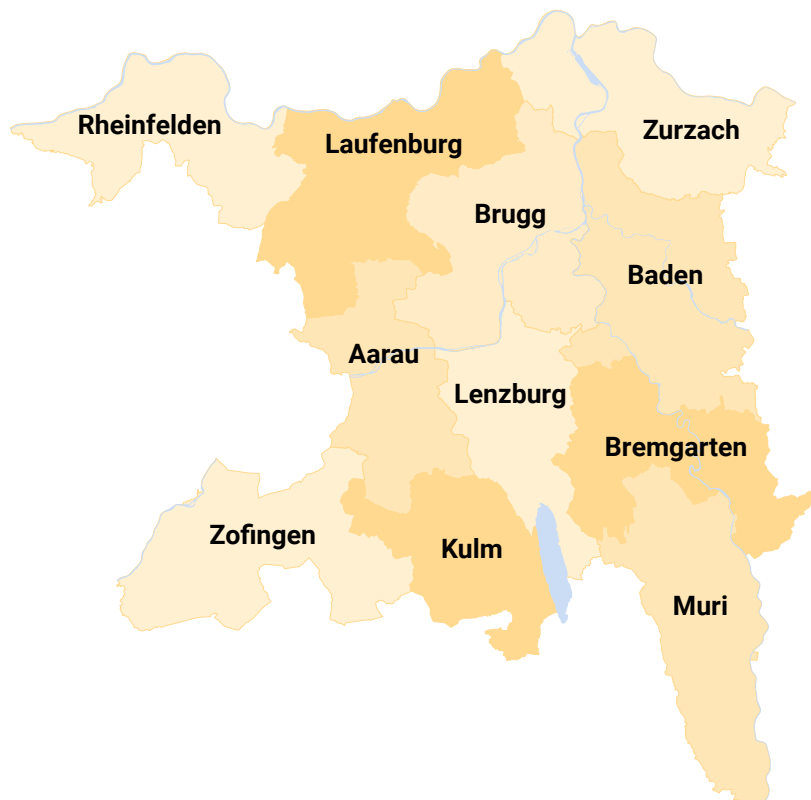 Rheinfelden
Laufenburg
Zurzach
Brugg
Baden
Aarau
Lenzburg
Bremgarten
Zofingen
Kulm
Muri